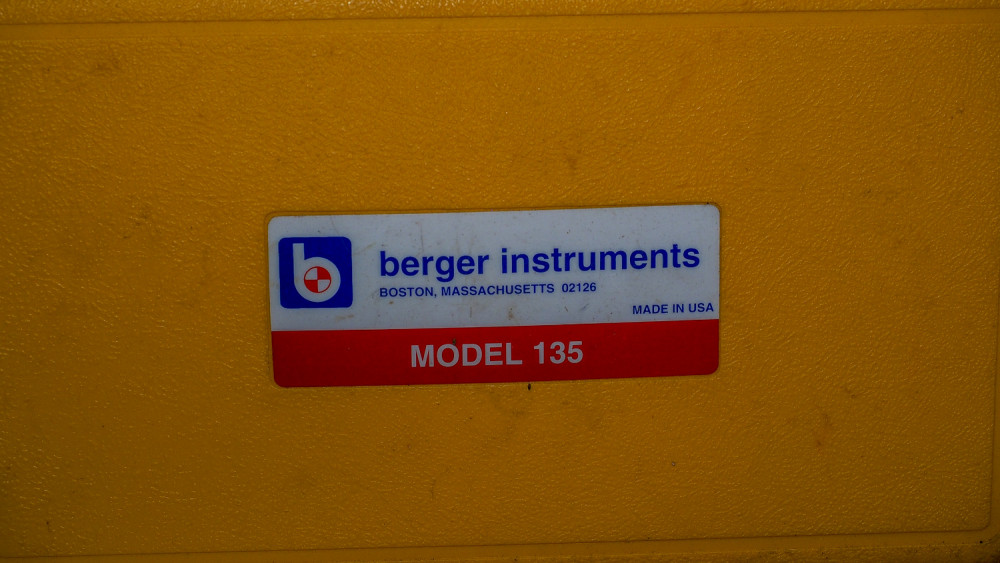 b
berger instruments
BOSTON, MASSACHUSETTS 02126
MADE IN USA
MODEL 135